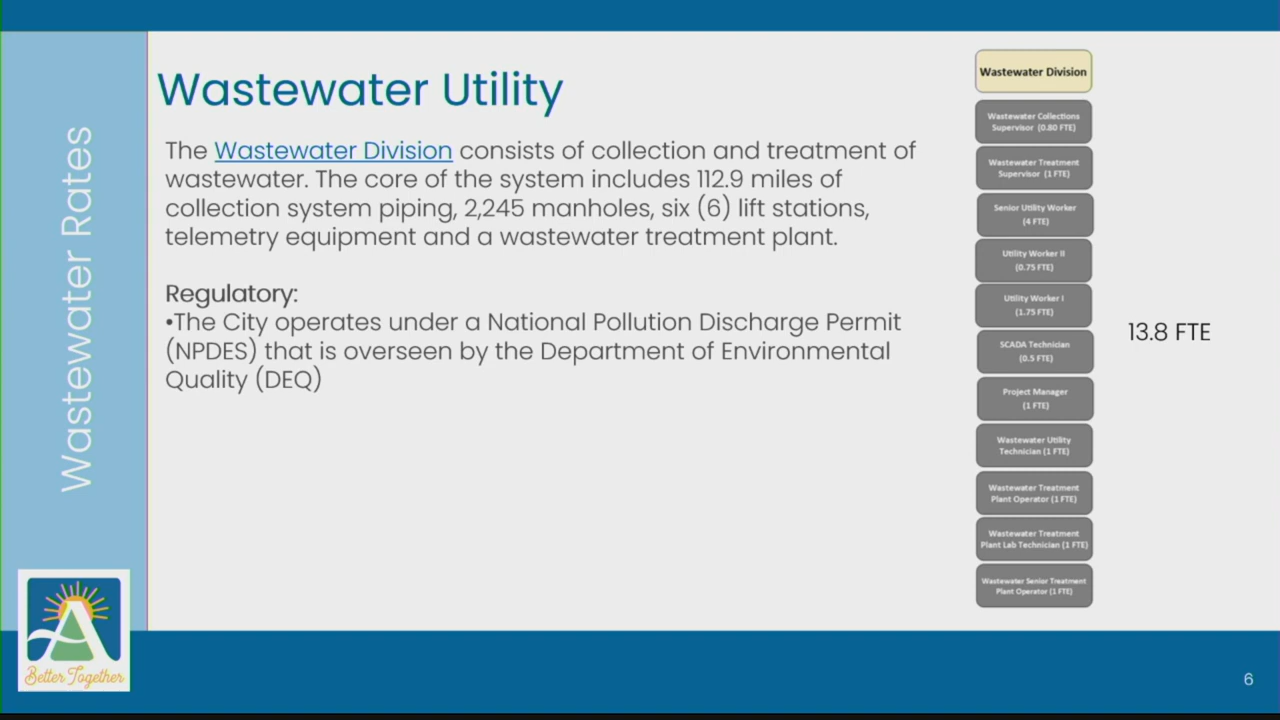 Wastewater Rates
Wastewater Utility
The Wastewater Division consists of collection and treatment of
wastewater. The core of the system includes 112.9 miles of
collection system piping, 2,245 manholes, six (6) lift stations,
telemetry equipment and a wastewater treatment plant.
Regulatory:
•The City operates under a National Pollution Discharge Permit
(NPDES) that is overseen by the Department of Environmental
Quality (DEQ)
Wastewater Division
Wastewater Collections
Supervisor (0.80 FTE)
Wastewater Treatment
Supervisor (1 FTE)
Senior Utility Worker
(4 FTE)
Utility Worker II
(0.75 FTE)
Utility Worker I
(1.75 FTE)
SCADA Technician
(0.5 FTE)
Project Manager
(1 FTE)
Wastewater Utility
Technician (1 FTE)
Wastewater Treatment
Plant Operator (1 FTE)
Wastewater Treatment
Plant Lab Technician (1 FTE)
Wastewater Senior Treatment
Plant Operator (1 FTE)
13.8 FTE
Better Together
6